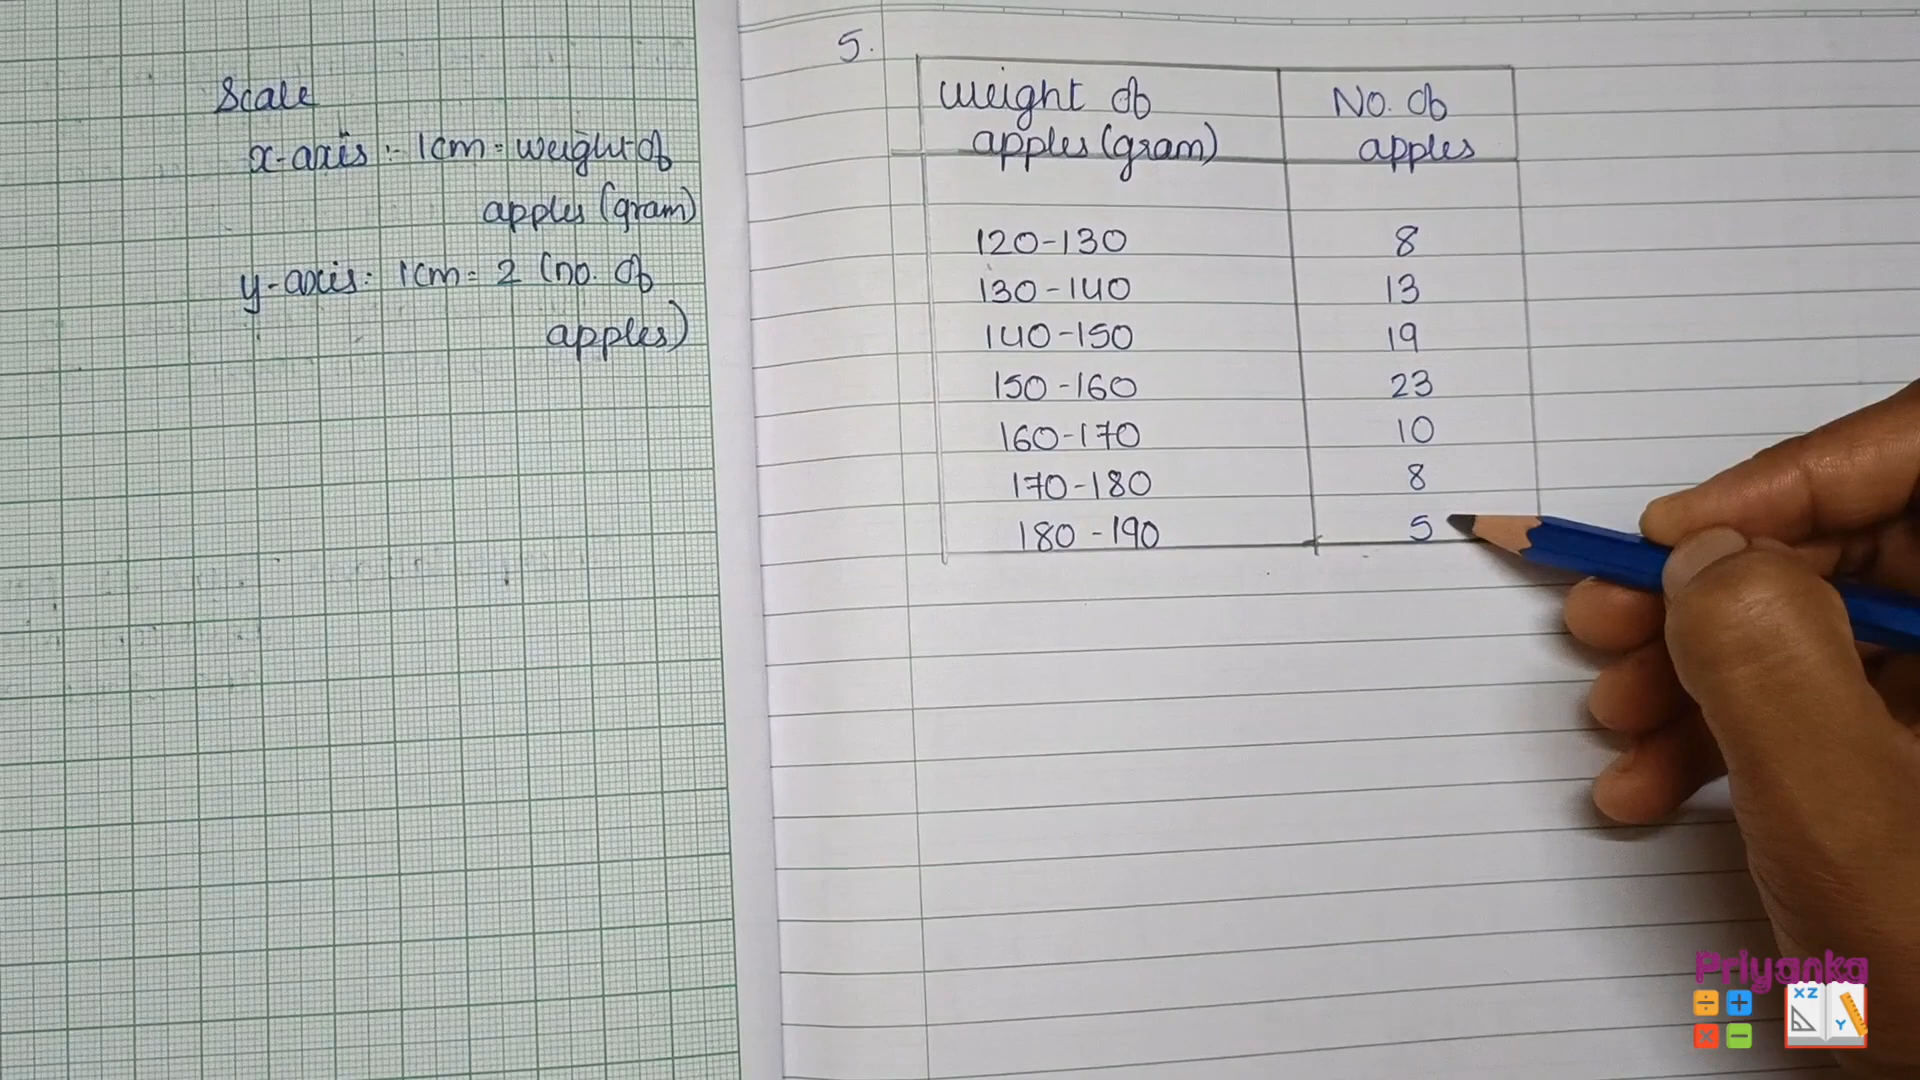 Scale
x-axis :- 1cm = weight of
apples (gram)
y-axis : 1cm = 2 (no. of
apples)
5.
weight of No. of
apples (gram) apples
120-130 8
130-140 13
140-150 19
150-160 23
160-170 10
170-180 8
180-190 5
Priyanka
XZ
Y